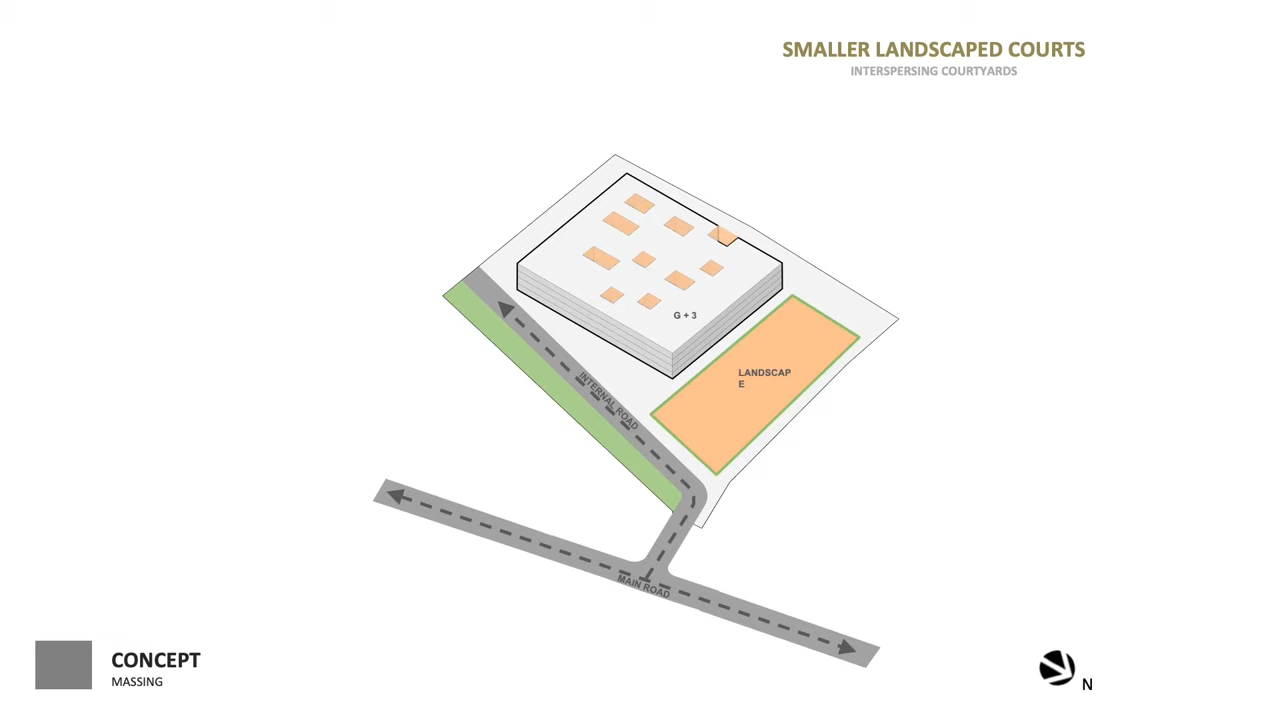 SMALLER LANDSCAPED COURTS
INTERSPERSING COURTYARDS
G + 3
LANDSCAP
E
INTERNAL ROAD
MAIN ROAD
CONCEPT
MASSING
N